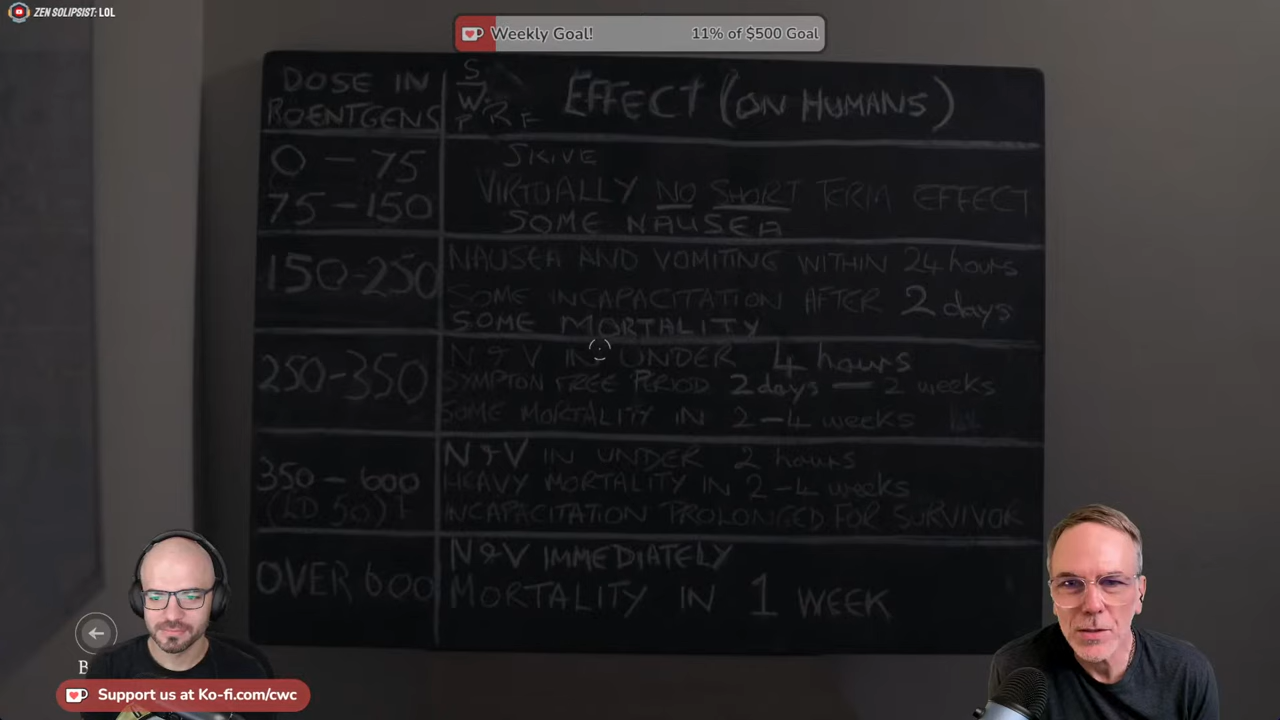 ZEN SOLIPSIST: LOL
Weekly Goal! 11% of $500 Goal
DOSE IN
ROENTGENS
S
W
P R F
EFFECT (ON HUMANS)
0 - 75
SKIVE
VIRTUALLY NO SHORT TERM EFFECT
75 - 150
SOME NAUSEA
150-250
NAUSEA AND VOMITING WITHIN 24 hours
SOME INCAPACITATION AFTER 2 days
SOME MORTALITY
250-350
N & V IN UNDER 4 hours
SYMPTON FREE PERIOD 2 days - 2 weeks
SOME MORTALITY IN 2-4 weeks
350 - 600
(LD 50)
N & V IN UNDER 2 hours
HEAVY MORTALITY IN 2-4 weeks
INCAPACITATION PROLONGED FOR SURVIVOR
OVER 600
N & V IMMEDIATELY
MORTALITY IN 1 WEEK
B
Support us at Ko-fi.com/cwc